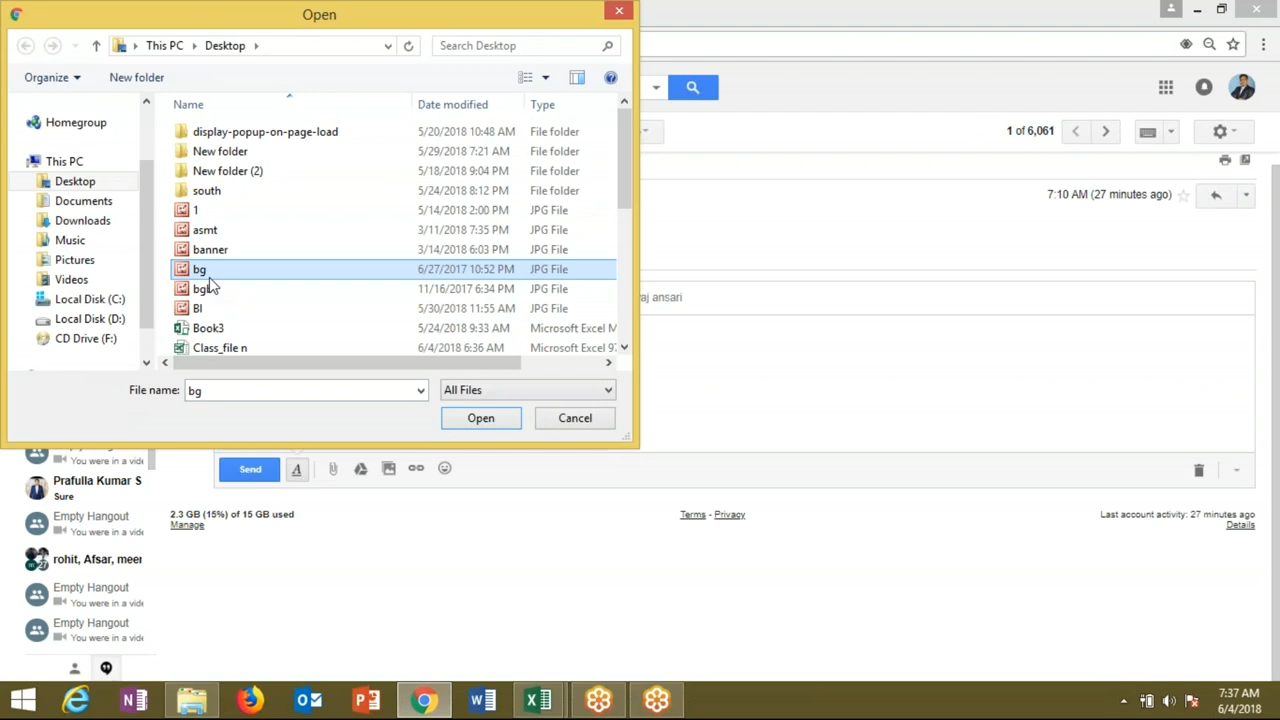 Open
This PC
Desktop
Search Desktop
Organize
New folder
Name
Date modified
Type
Homegroup
This PC
Desktop
Documents
Downloads
Music
Pictures
Videos
Local Disk (C:)
Local Disk (D:)
CD Drive (F:)
display-popup-on-page-load 5/20/2018 10:48 AM File folder
New folder 5/29/2018 7:21 AM File folder
New folder (2) 5/18/2018 9:04 PM File folder
south 5/24/2018 8:12 PM File folder
1 5/14/2018 2:00 PM JPG File
asmt 3/11/2018 7:35 PM JPG File
banner 3/14/2018 6:03 PM JPG File
bg 6/27/2017 10:52 PM JPG File
11/16/2017 6:34 PM JPG File
BI 5/30/2018 11:55 AM JPG File
Book3 5/24/2018 9:33 AM Microsoft Excel M
Class_file n 6/4/2018 6:36 AM Microsoft Excel 97
File name: bg
All Files
Open
Cancel
1 of 6,061
7:10 AM (27 minutes ago)
aj ansari
You were in a vide
Prafulla Kumar S
Sure
Empty Hangout
You were in a vide
rohit, Afsar, meer
Empty Hangout
You were in a vide
Empty Hangout
You were in a vide
Send
2.3 GB (15%) of 15 GB used
Manage
Terms - Privacy
Last account activity: 27 minutes ago
Details
7:37 AM
6/4/2018